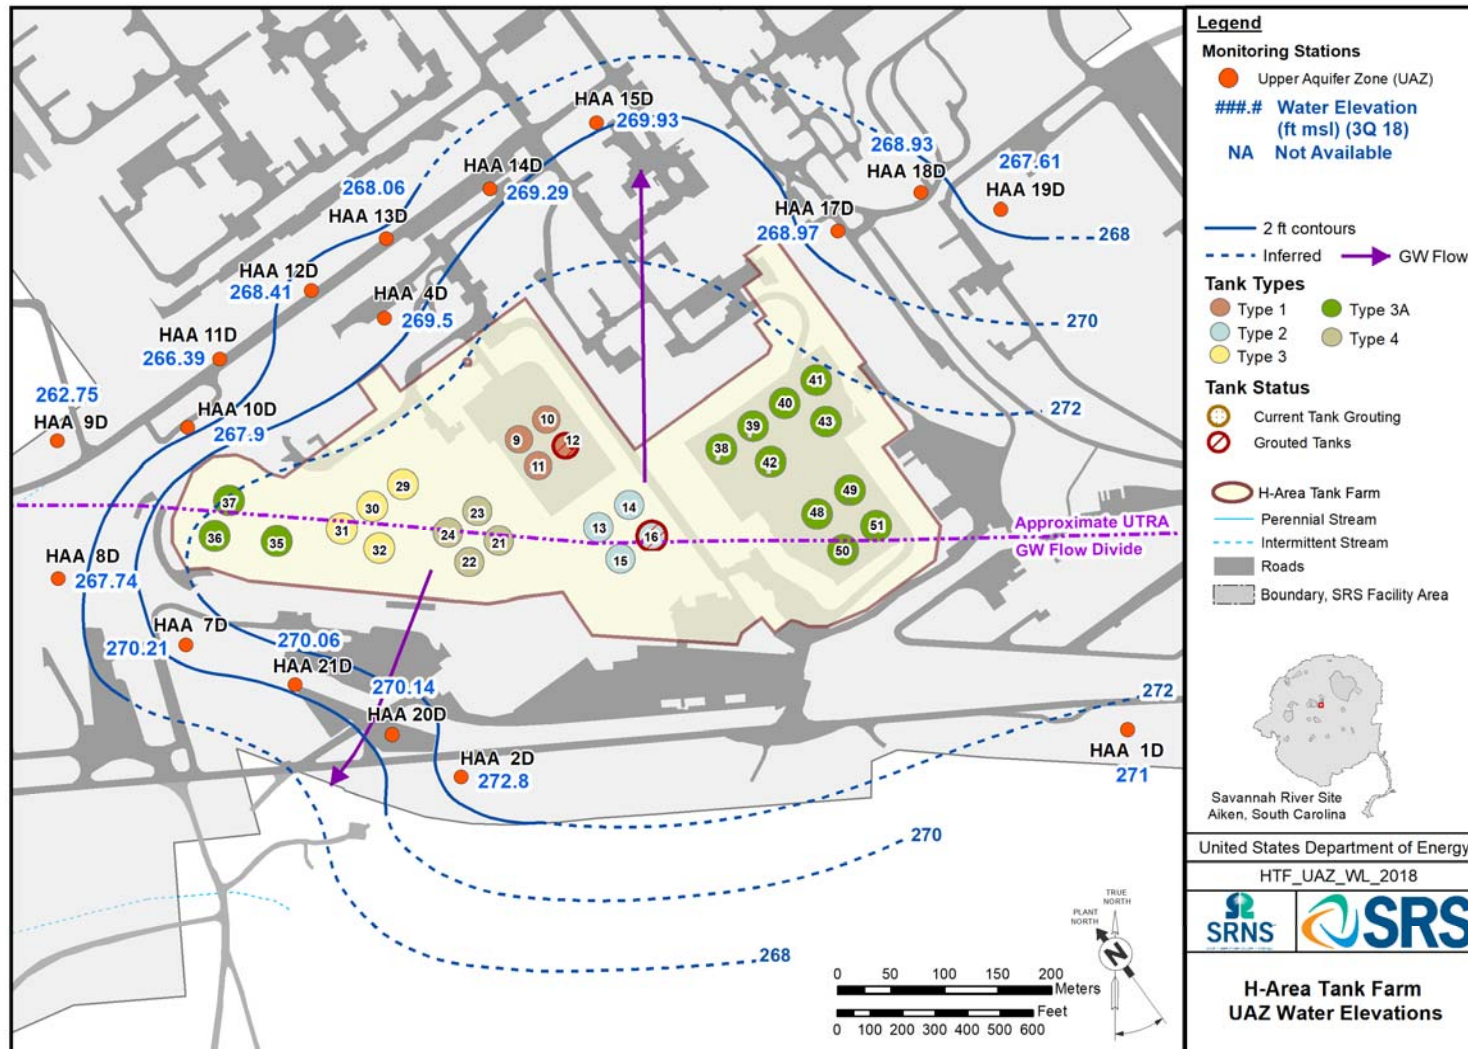 HAA 15D
269.93
HAA 14D
269.29
268.06
HAA 13D
HAA 12D
268.41
HAA 4D
269.5
HAA 11D
266.39
262.75
HAA 9D
HAA 10D
267.9
268.93
HAA 18D
267.61
HAA 19D
HAA 17D
268.97
268
270
272
41
40
43
39
38
42
49
48
51
50
10
9
12
11
14
13
16
15
29
30
31
32
23
24
21
22
37
36
35
Approximate UTRA
GW Flow Divide
HAA 8D
267.74
HAA 7D
270.21
270.06
HAA 21D
270.14
HAA 20D
HAA 2D
272.8
272
HAA 1D
271
270
268
TRUE
NORTH
PLANT
NORTH
N
0 50 100 150 200
Meters
Feet
0 100 200 300 400 500 600
Legend
Monitoring Stations
Upper Aquifer Zone (UAZ)
###.# Water Elevation
(ft msl) (3Q 18)
NA Not Available
2 ft contours
Inferred GW Flow
Tank Types
Type 1 Type 3A
Type 2 Type 4
Type 3
Tank Status
Current Tank Grouting
Grouted Tanks
H-Area Tank Farm
Perennial Stream
Intermittent Stream
Roads
Boundary, SRS Facility Area
Savannah River Site
Aiken, South Carolina
United States Department of Energy
HTF_UAZ_WL_2018
SRNS
SRS
H-Area Tank Farm
UAZ Water Elevations